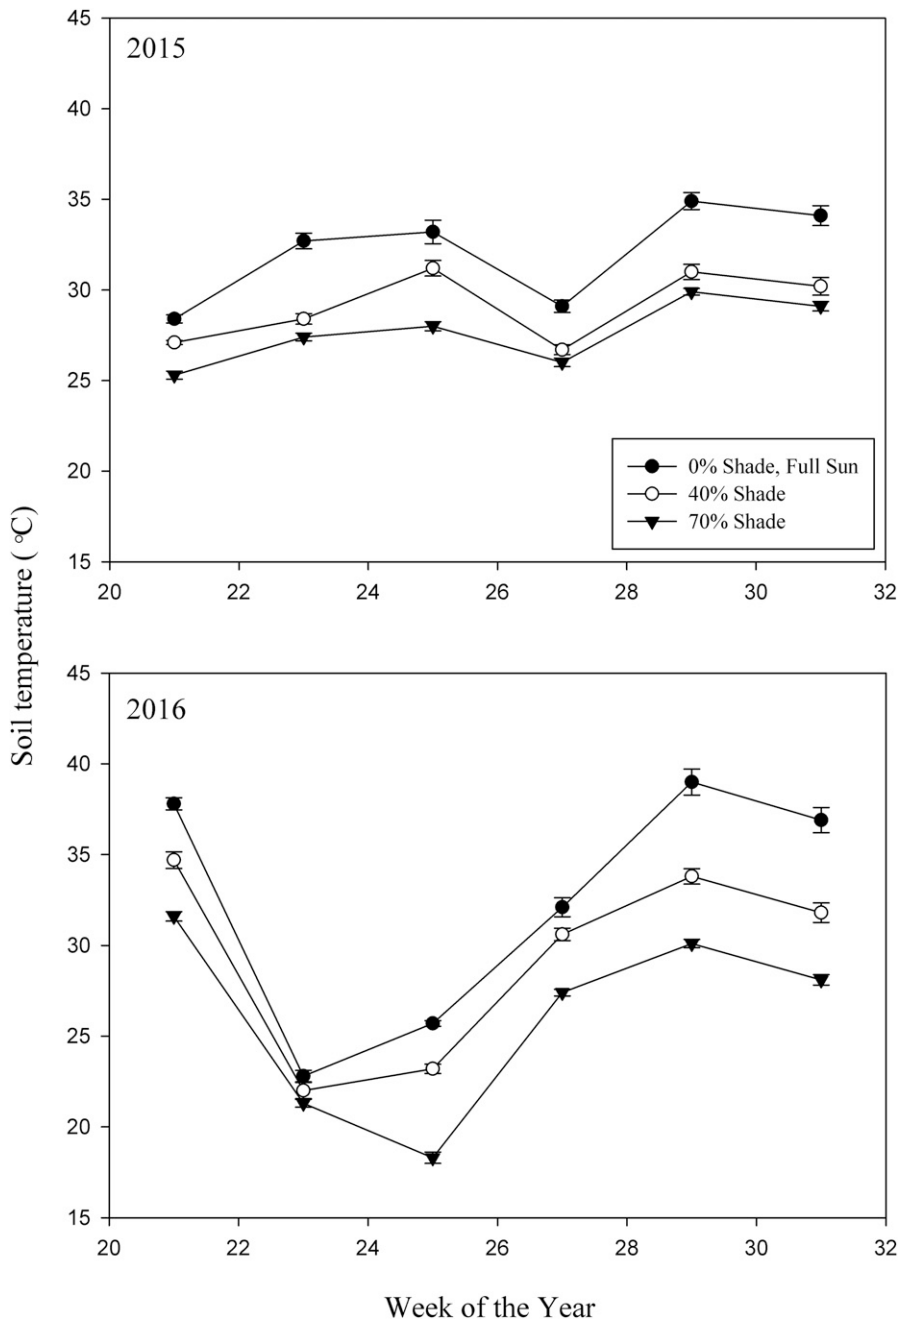 45
2015
40
35
30
25
20
15
0% Shade, Full Sun
40% Shade
70% Shade
20 22 24 26 28 30 32
Soil temperature ( °C)
45
2016
40
35
30
25
20
15
20 22 24 26 28 30 32
Week of the Year